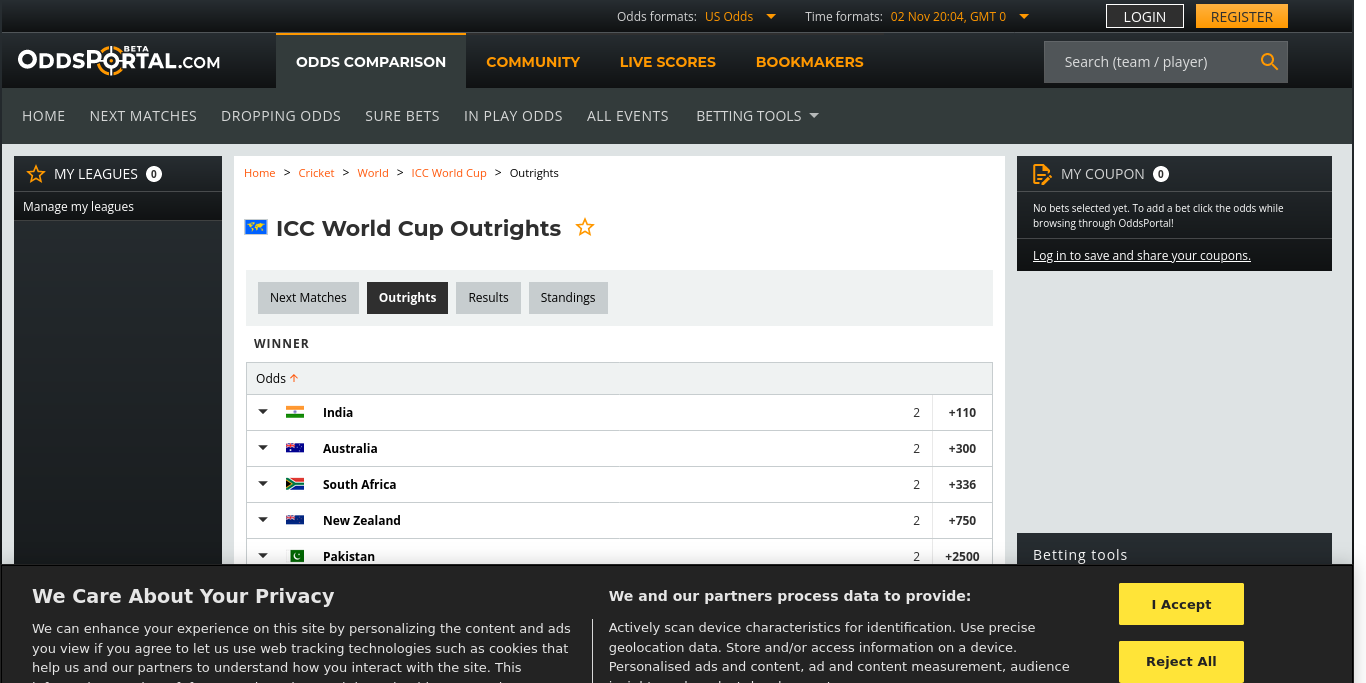 Odds formats: US Odds Time formats: 02 Nov 20:04, GMT 0 LOGIN REGISTER
ODDSPORTAL.COM BETA ODDS COMPARISON COMMUNITY LIVE SCORES BOOKMAKERS Search (team / player)
HOME NEXT MATCHES DROPPING ODDS SURE BETS IN PLAY ODDS ALL EVENTS BETTING TOOLS
MY LEAGUES 0
Manage my leagues
Home > Cricket > World > ICC World Cup > Outrights
ICC World Cup Outrights
Next Matches Outrights Results Standings
WINNER
Odds
India 2 +110
Australia 2 +300
South Africa 2 +336
New Zealand 2 +750
Pakistan 2 +2500
MY COUPON 0
No bets selected yet. To add a bet click the odds while
browsing through OddsPortal!
Log in to save and share your coupons.
Betting tools
We Care About Your Privacy
We can enhance your experience on this site by personalizing the content and ads
you view if you agree to let us use web tracking technologies such as cookies that
help us and our partners to understand how you interact with the site. This
We and our partners process data to provide:
Actively scan device characteristics for identification. Use precise
geolocation data. Store and/or access information on a device.
Personalised ads and content, ad and content measurement, audience
I Accept
Reject All